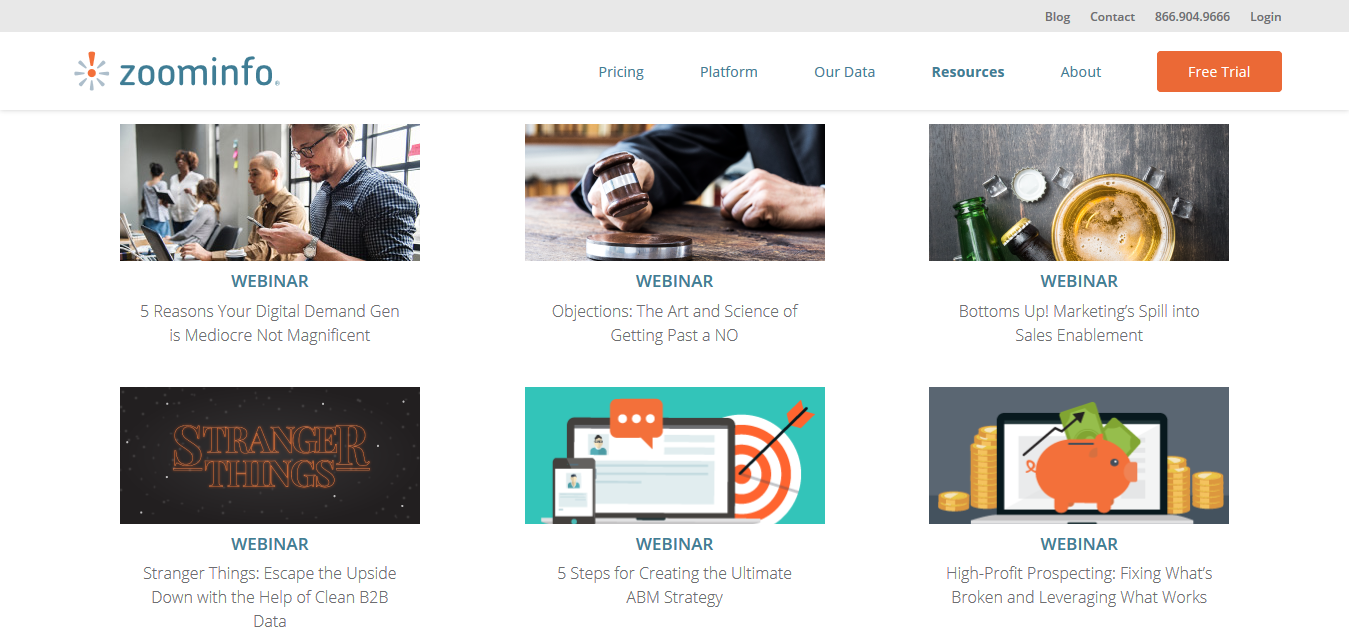 Blog Contact 866.904.9666 Login
zoominfo
Pricing Platform Our Data Resources About Free Trial
WEBINAR
5 Reasons Your Digital Demand Gen
is Mediocre Not Magnificent
WEBINAR
Objections: The Art and Science of
Getting Past a NO
WEBINAR
Bottoms Up! Marketing’s Spill into
Sales Enablement
STRANGER
THINGS
WEBINAR
Stranger Things: Escape the Upside
Down with the Help of Clean B2B
Data
WEBINAR
5 Steps for Creating the Ultimate
ABM Strategy
WEBINAR
High-Profit Prospecting: Fixing What’s
Broken and Leveraging What Works